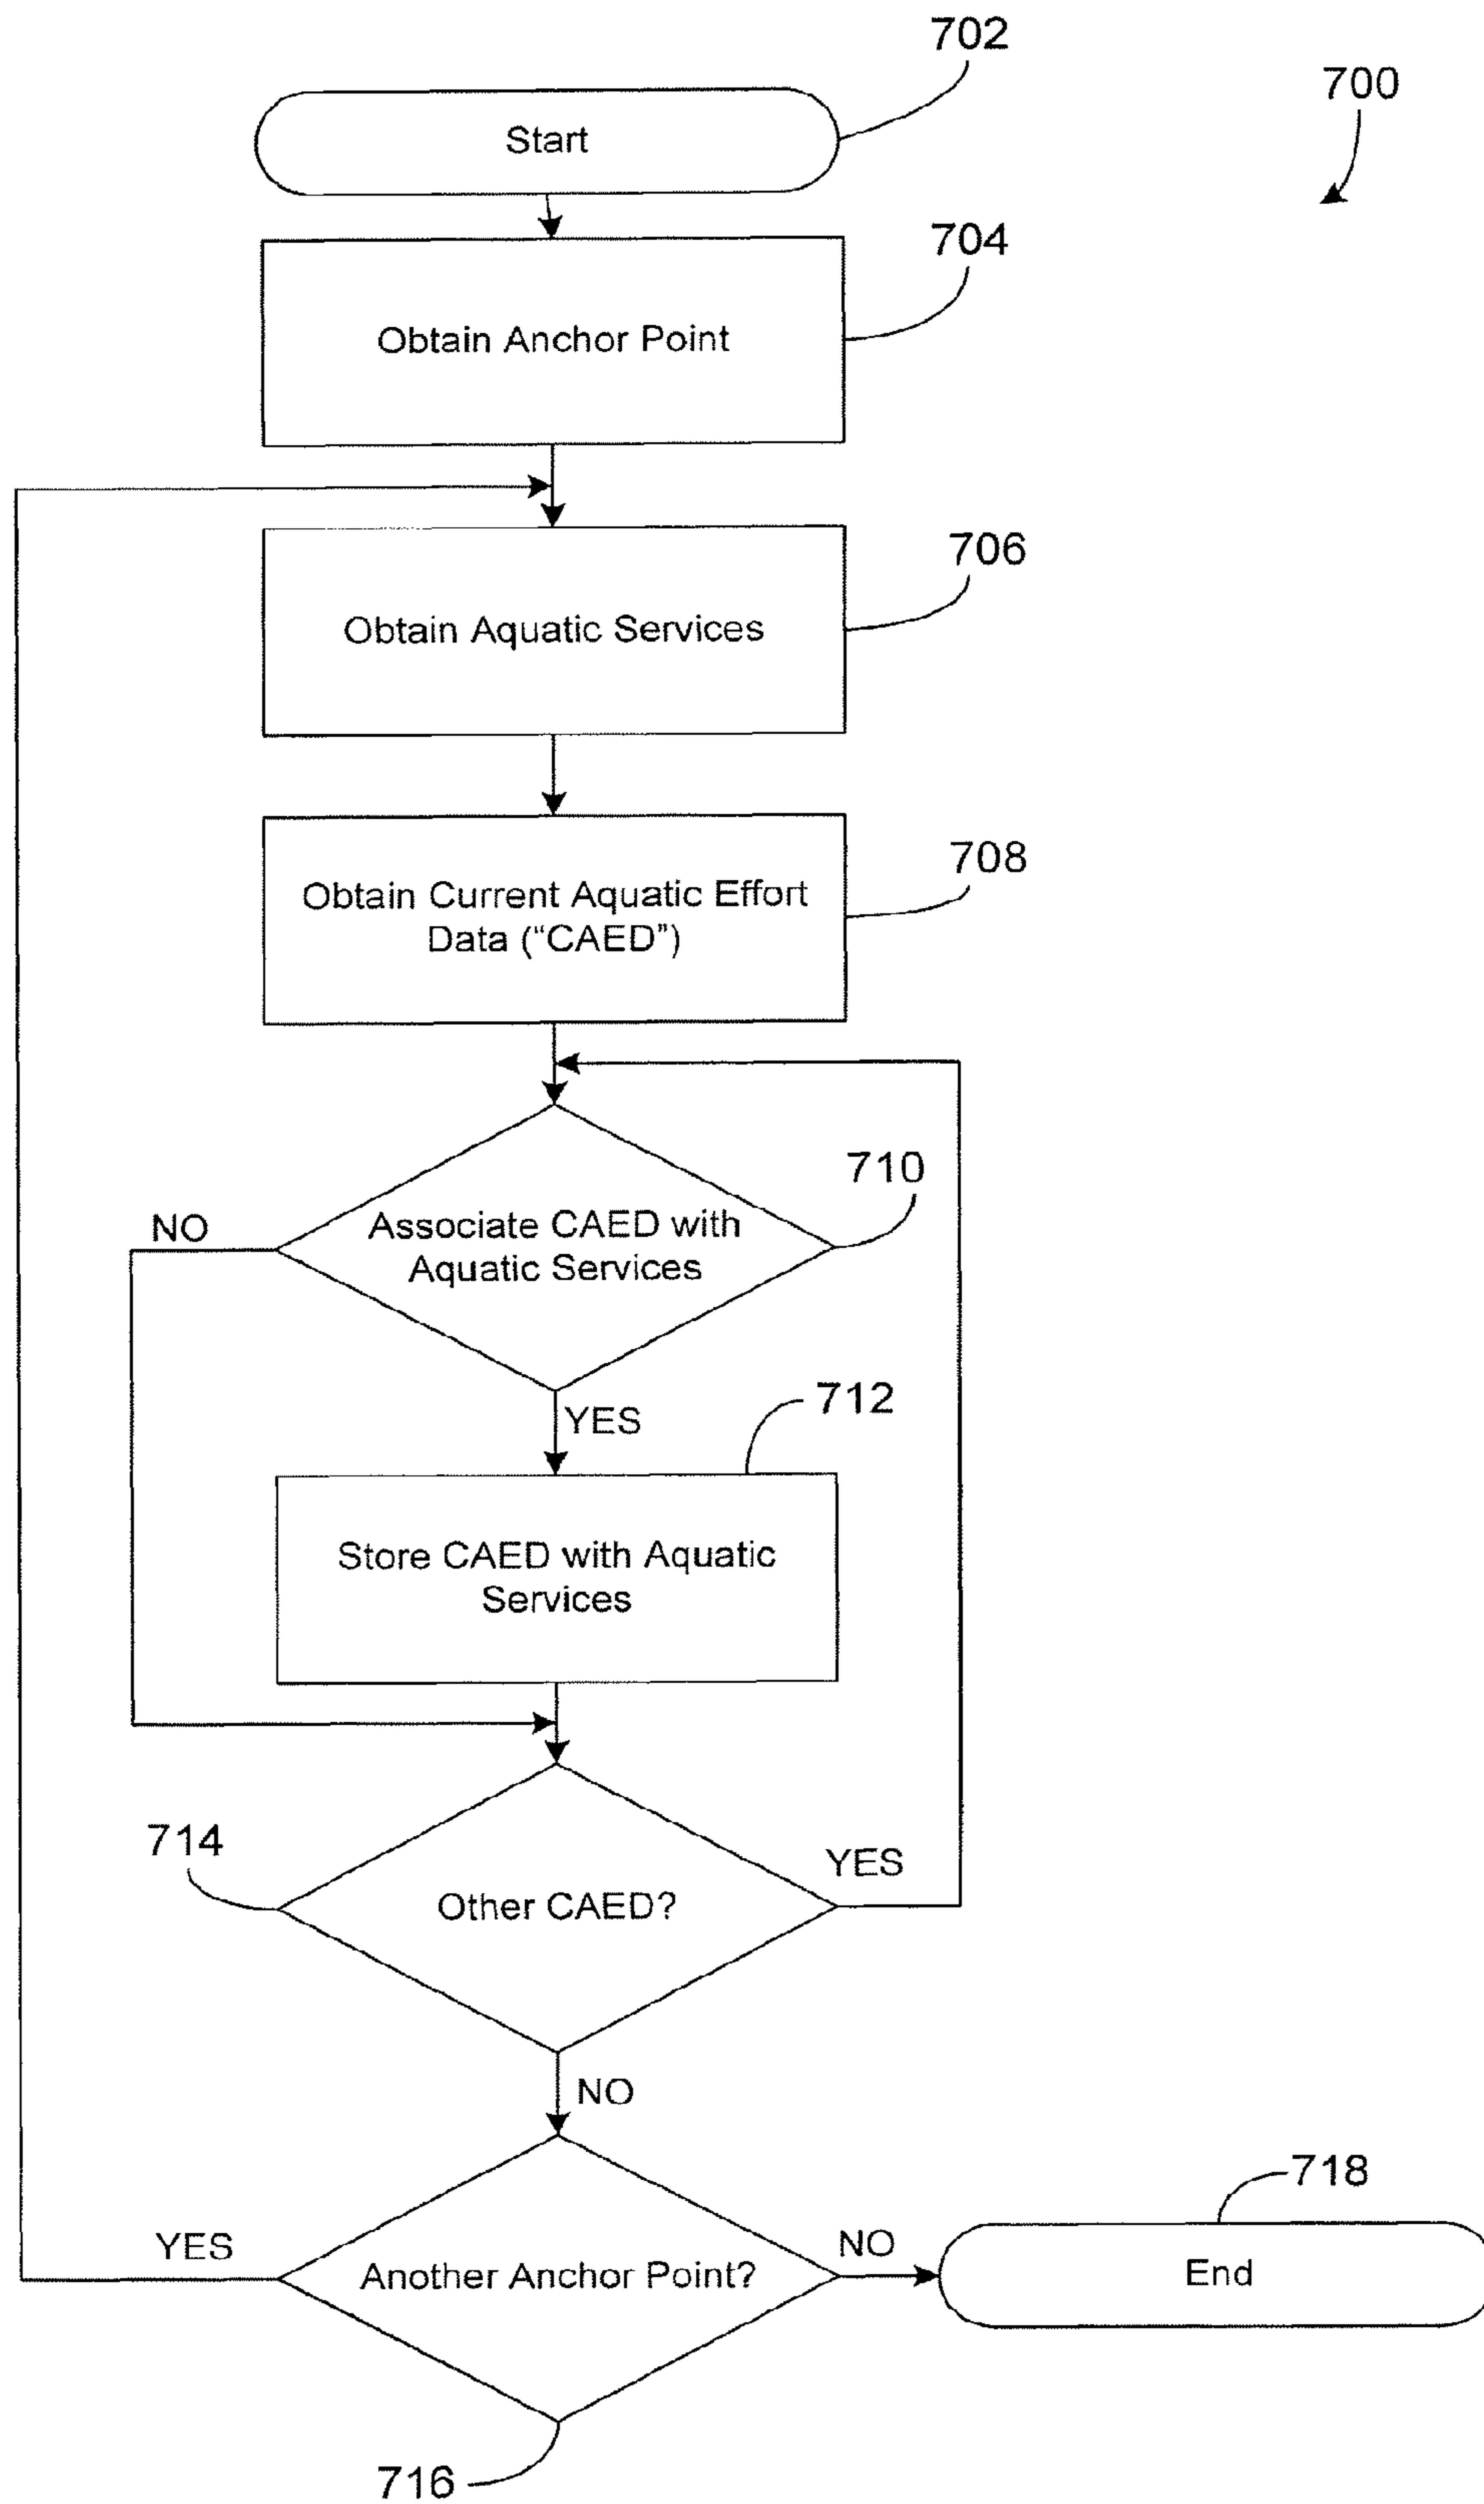 702
700
Start
704
Obtain Anchor Point
706
Obtain Aquatic Services
708
Obtain Current Aquatic Effort
Data (“CAED”)
710
NO
Associate CAED with
Aquatic Services
712
YES
Store CAED with Aquatic
Services
714
YES
Other CAED?
NO
718
YES
NO
Another Anchor Point?
End
716